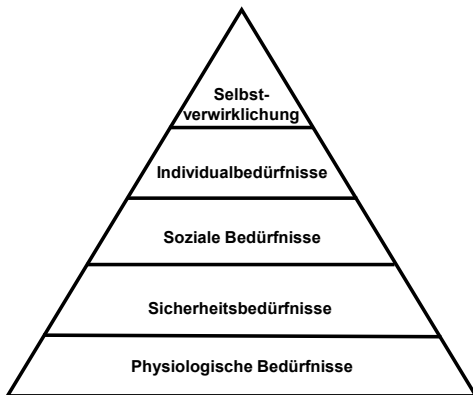 Selbst-
verwirklichung
Individualbedürfnisse
Soziale Bedürfnisse
Sicherheitsbedürfnisse
Physiologische Bedürfnisse